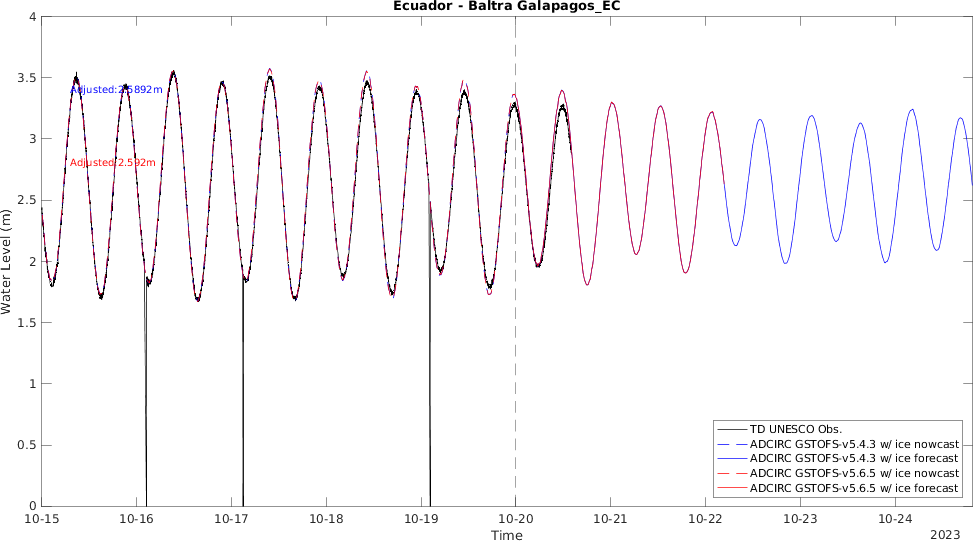 Ecuador - Baltra Galapagos_EC
4
3.5
3
2.5
2
1.5
1
0.5
0
Water Level (m)
Adjusted:2.5892m
Adjusted:2.592m
TD UNESCO Obs.
ADCIRC GSTOFS-v5.4.3 w/ ice nowcast
ADCIRC GSTOFS-v5.4.3 w/ ice forecast
ADCIRC GSTOFS-v5.6.5 w/ ice nowcast
ADCIRC GSTOFS-v5.6.5 w/ ice forecast
10-15 10-16 10-17 10-18 10-19 10-20 10-21 10-22 10-23 10-24
Time
2023